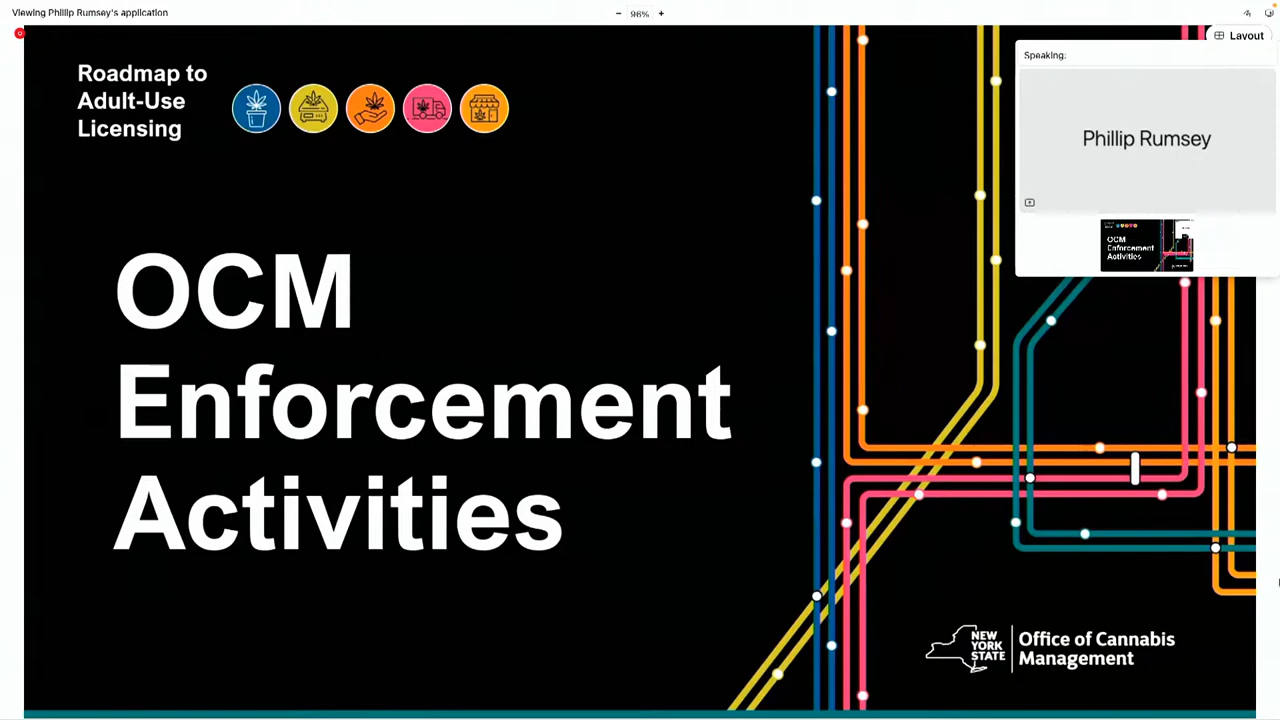 Viewing Phillip Rumsey's application
96%
Layout
Speaking:
Phillip Rumsey
Roadmap to
Adult-Use
Licensing
OCM
Enforcement
Activities
OCM
Enforcement
Activities
NEW
YORK
STATE
Office of Cannabis
Management